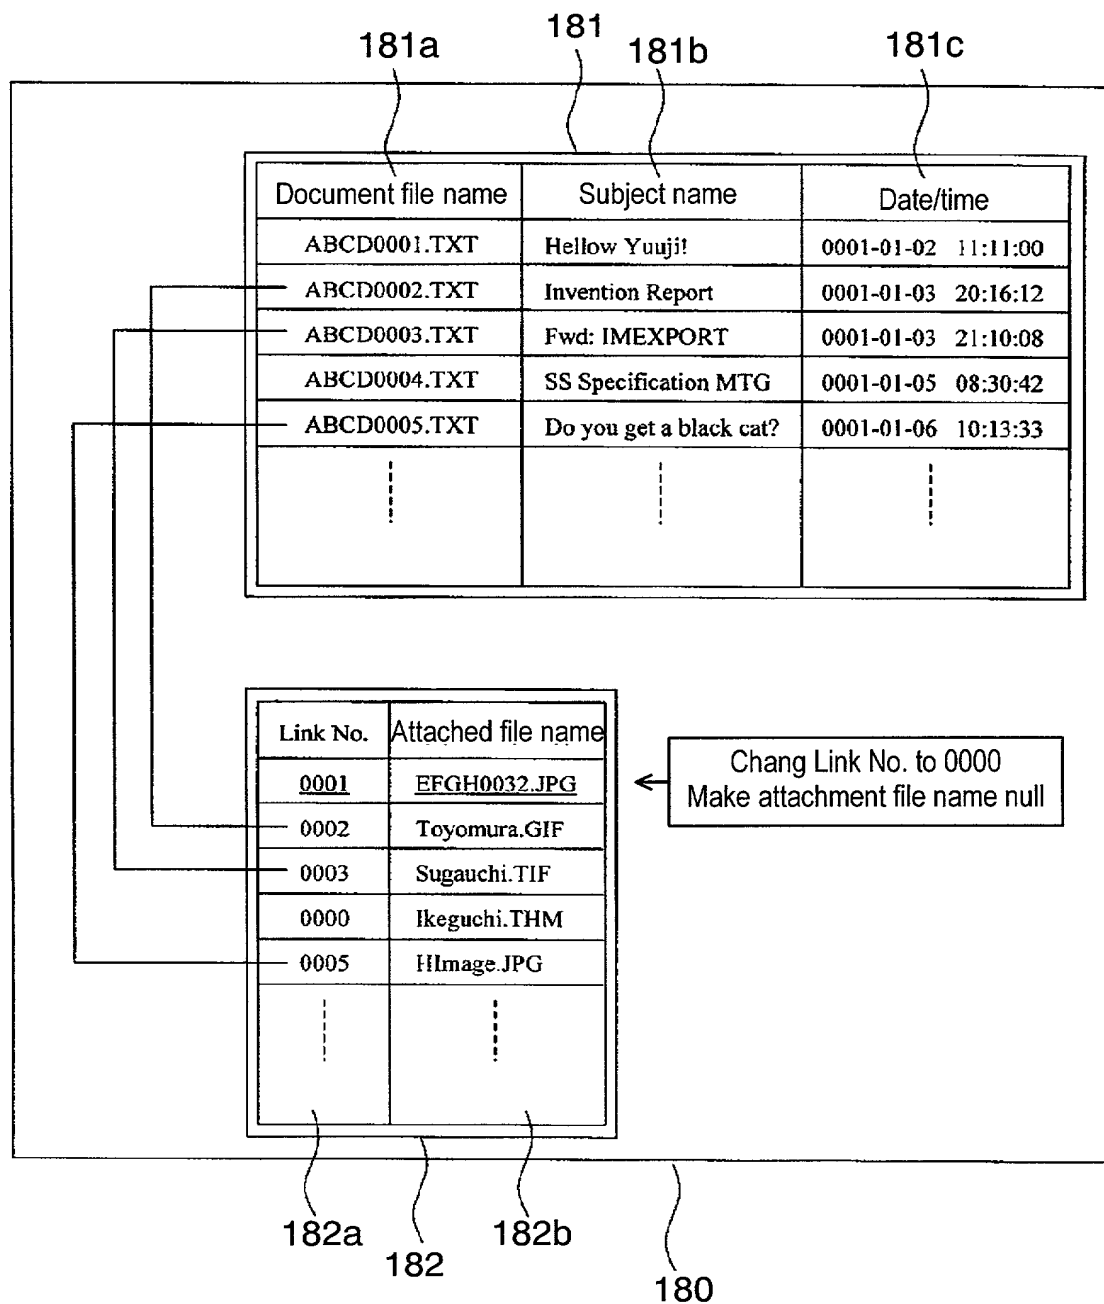 181
181a 181b 181c
Document file name Subject name Date/time
ABCD0001.TXT Hellow Yuuji! 0001-01-02 11:11:00
ABCD0002.TXT Invention Report 0001-01-03 20:16:12
ABCD0003.TXT Fwd: IMEXPORT 0001-01-03 21:10:08
ABCD0004.TXT SS Specification MTG 0001-01-05 08:30:42
ABCD0005.TXT Do you get a black cat? 0001-01-06 10:13:33
Link No. Attached file name
0001 EFGH0032.JPG
0002 Toyomura.GIF
0003 Sugauchi.TIF
0000 Ikeguchi.THM
0005 HImage.JPG
Chang Link No. to 0000
Make attachment file name null
182a 182b
182
180